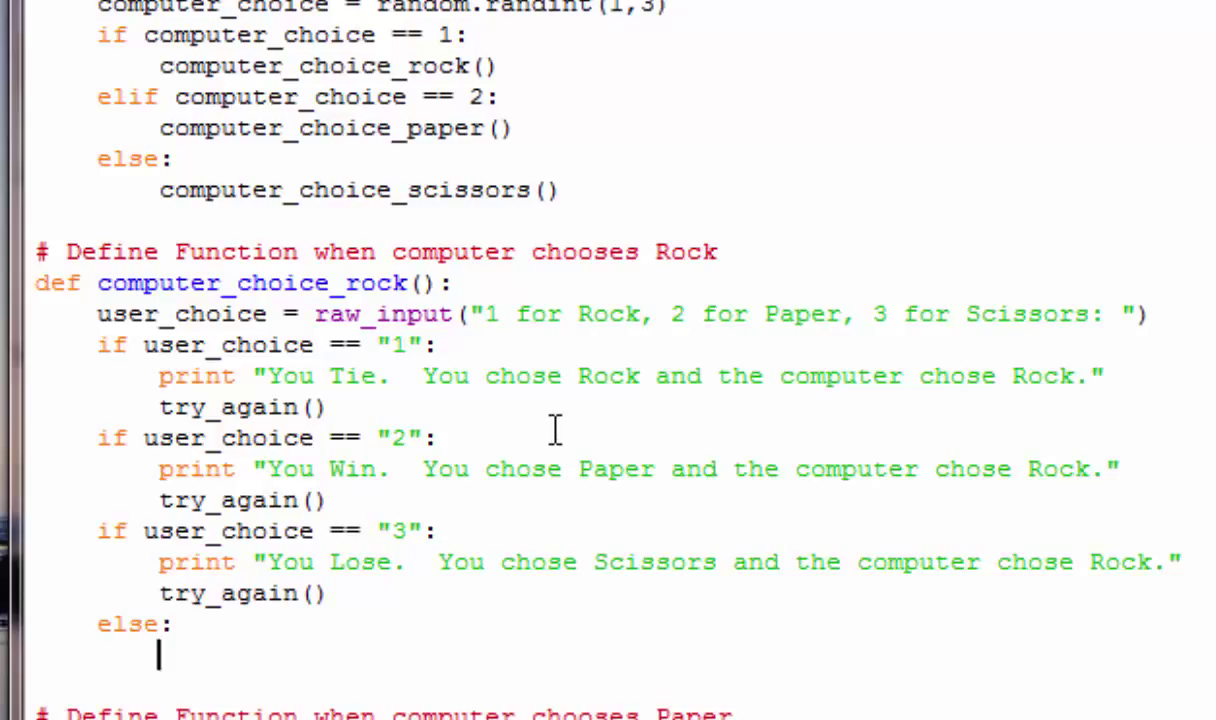 computer_choice = random.randint(1,3)
if computer_choice == 1:
computer_choice_rock()
elif computer_choice == 2:
computer_choice_paper()
else:
computer_choice_scissors()
# Define Function when computer chooses Rock
def computer_choice_rock():
user_choice = raw_input("1 for Rock, 2 for Paper, 3 for Scissors: ")
if user_choice == "1":
print "You Tie.  You chose Rock and the computer chose Rock."
try_again()
if user_choice == "2":
print "You Win.  You chose Paper and the computer chose Rock."
try_again()
if user_choice == "3":
print "You Lose.  You chose Scissors and the computer chose Rock."
try_again()
else:
# Define Function when computer chooses Paper